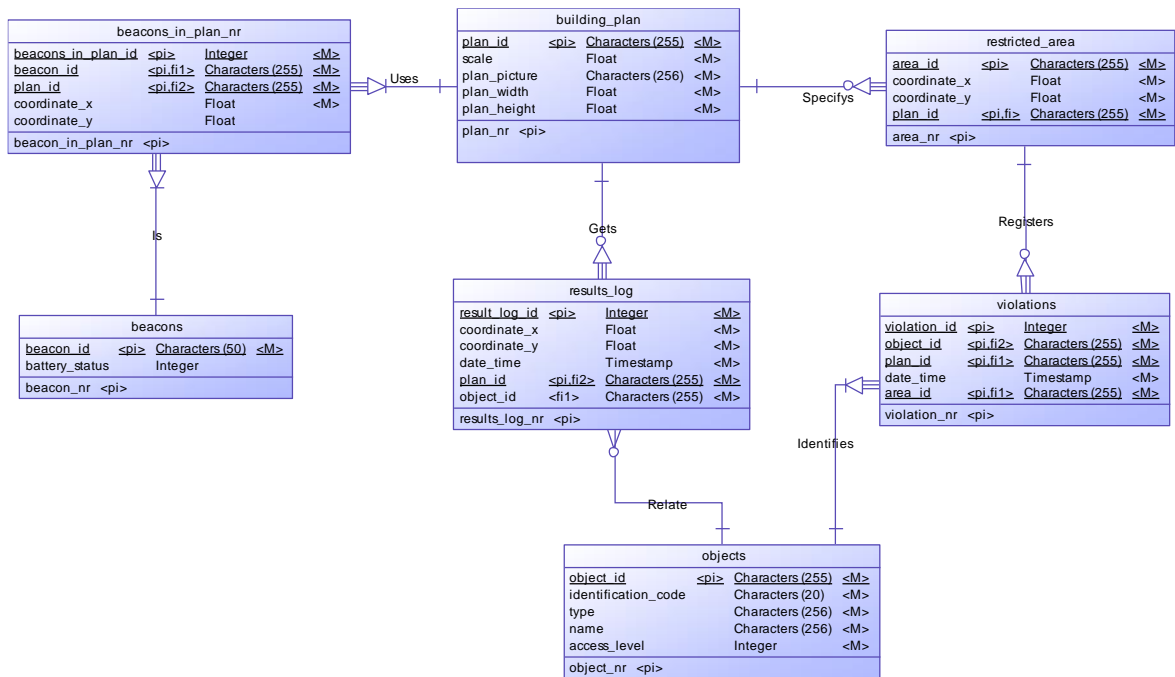 beacons_in_plan_nr
beacons_in_plan_id <pi> Integer <M>
beacon_id <pi,fi1> Characters (255) <M>
plan_id <pi,fi2> Characters (255) <M>
coordinate_x Float <M>
coordinate_y Float
beacon_in_plan_nr <pi>
Uses
building_plan
plan_id <pi> Characters (255) <M>
scale Float <M>
plan_picture Characters (256) <M>
plan_width Float <M>
plan_height Float <M>
plan_nr <pi>
Specifys
restricted_area
area_id <pi> Characters (255) <M>
coordinate_x Float <M>
coordinate_y Float <M>
plan_id <pi,fi> Characters (255) <M>
area_nr <pi>
Is
Gets
Registers
beacons
beacon_id <pi> Characters (50) <M>
battery_status Integer
beacon_nr <pi>
results_log
result_log_id <pi> Integer <M>
coordinate_x Float <M>
coordinate_y Float <M>
date_time Timestamp <M>
plan_id <pi,fi2> Characters (255) <M>
object_id <fi1> Characters (255) <M>
results_log_nr <pi>
violations
violation_id <pi> Integer <M>
object_id <pi,fi2> Characters (255) <M>
plan_id <pi,fi1> Characters (255) <M>
date_time Timestamp <M>
area_id <pi,fi1> Characters (255) <M>
violation_nr <pi>
Identifies
Relate
objects
object_id <pi> Characters (255) <M>
identification_code Characters (20) <M>
type Characters (256) <M>
name Characters (256) <M>
access_level Integer <M>
object_nr <pi>